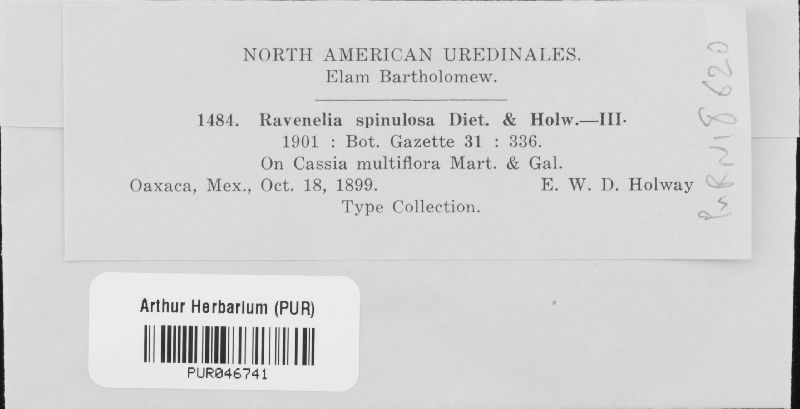 NORTH AMERICAN UREDINALES.
Elam Bartholomew.
1484. Ravenelia spinulosa Diet. & Holw.—III.
1901 : Bot. Gazette 31 : 336.
On Cassia multiflora Mart. & Gal.
Oaxaca, Mex., Oct. 18, 1899. E. W. D. Holway
Type Collection.
PURN18620
Arthur Herbarium (PUR)
PUR046741